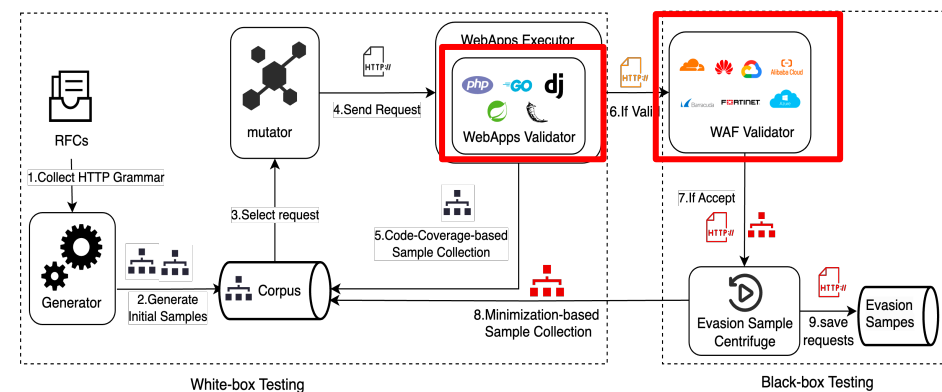 WebApps Executor
HTTP://
HTTP://
php
GO
dj
Alibaba Cloud
Barracuda
FORTINET
RFCs
mutator
4.Send Request
6.If Vali
WebApps Validator
WAF Validator
1.Collect HTTP Grammar
3.Select request
7.If Accept
HTTP://
5.Code-Coverage-based
Sample Collection
Generator
2.Generate
Initial Samples
Corpus
HTTP://
8.Minimization-based
Sample Collection
Evasion Sample
Centrifuge
9.save
requests
Evasion
Sampes
White-box Testing
Black-box Testing